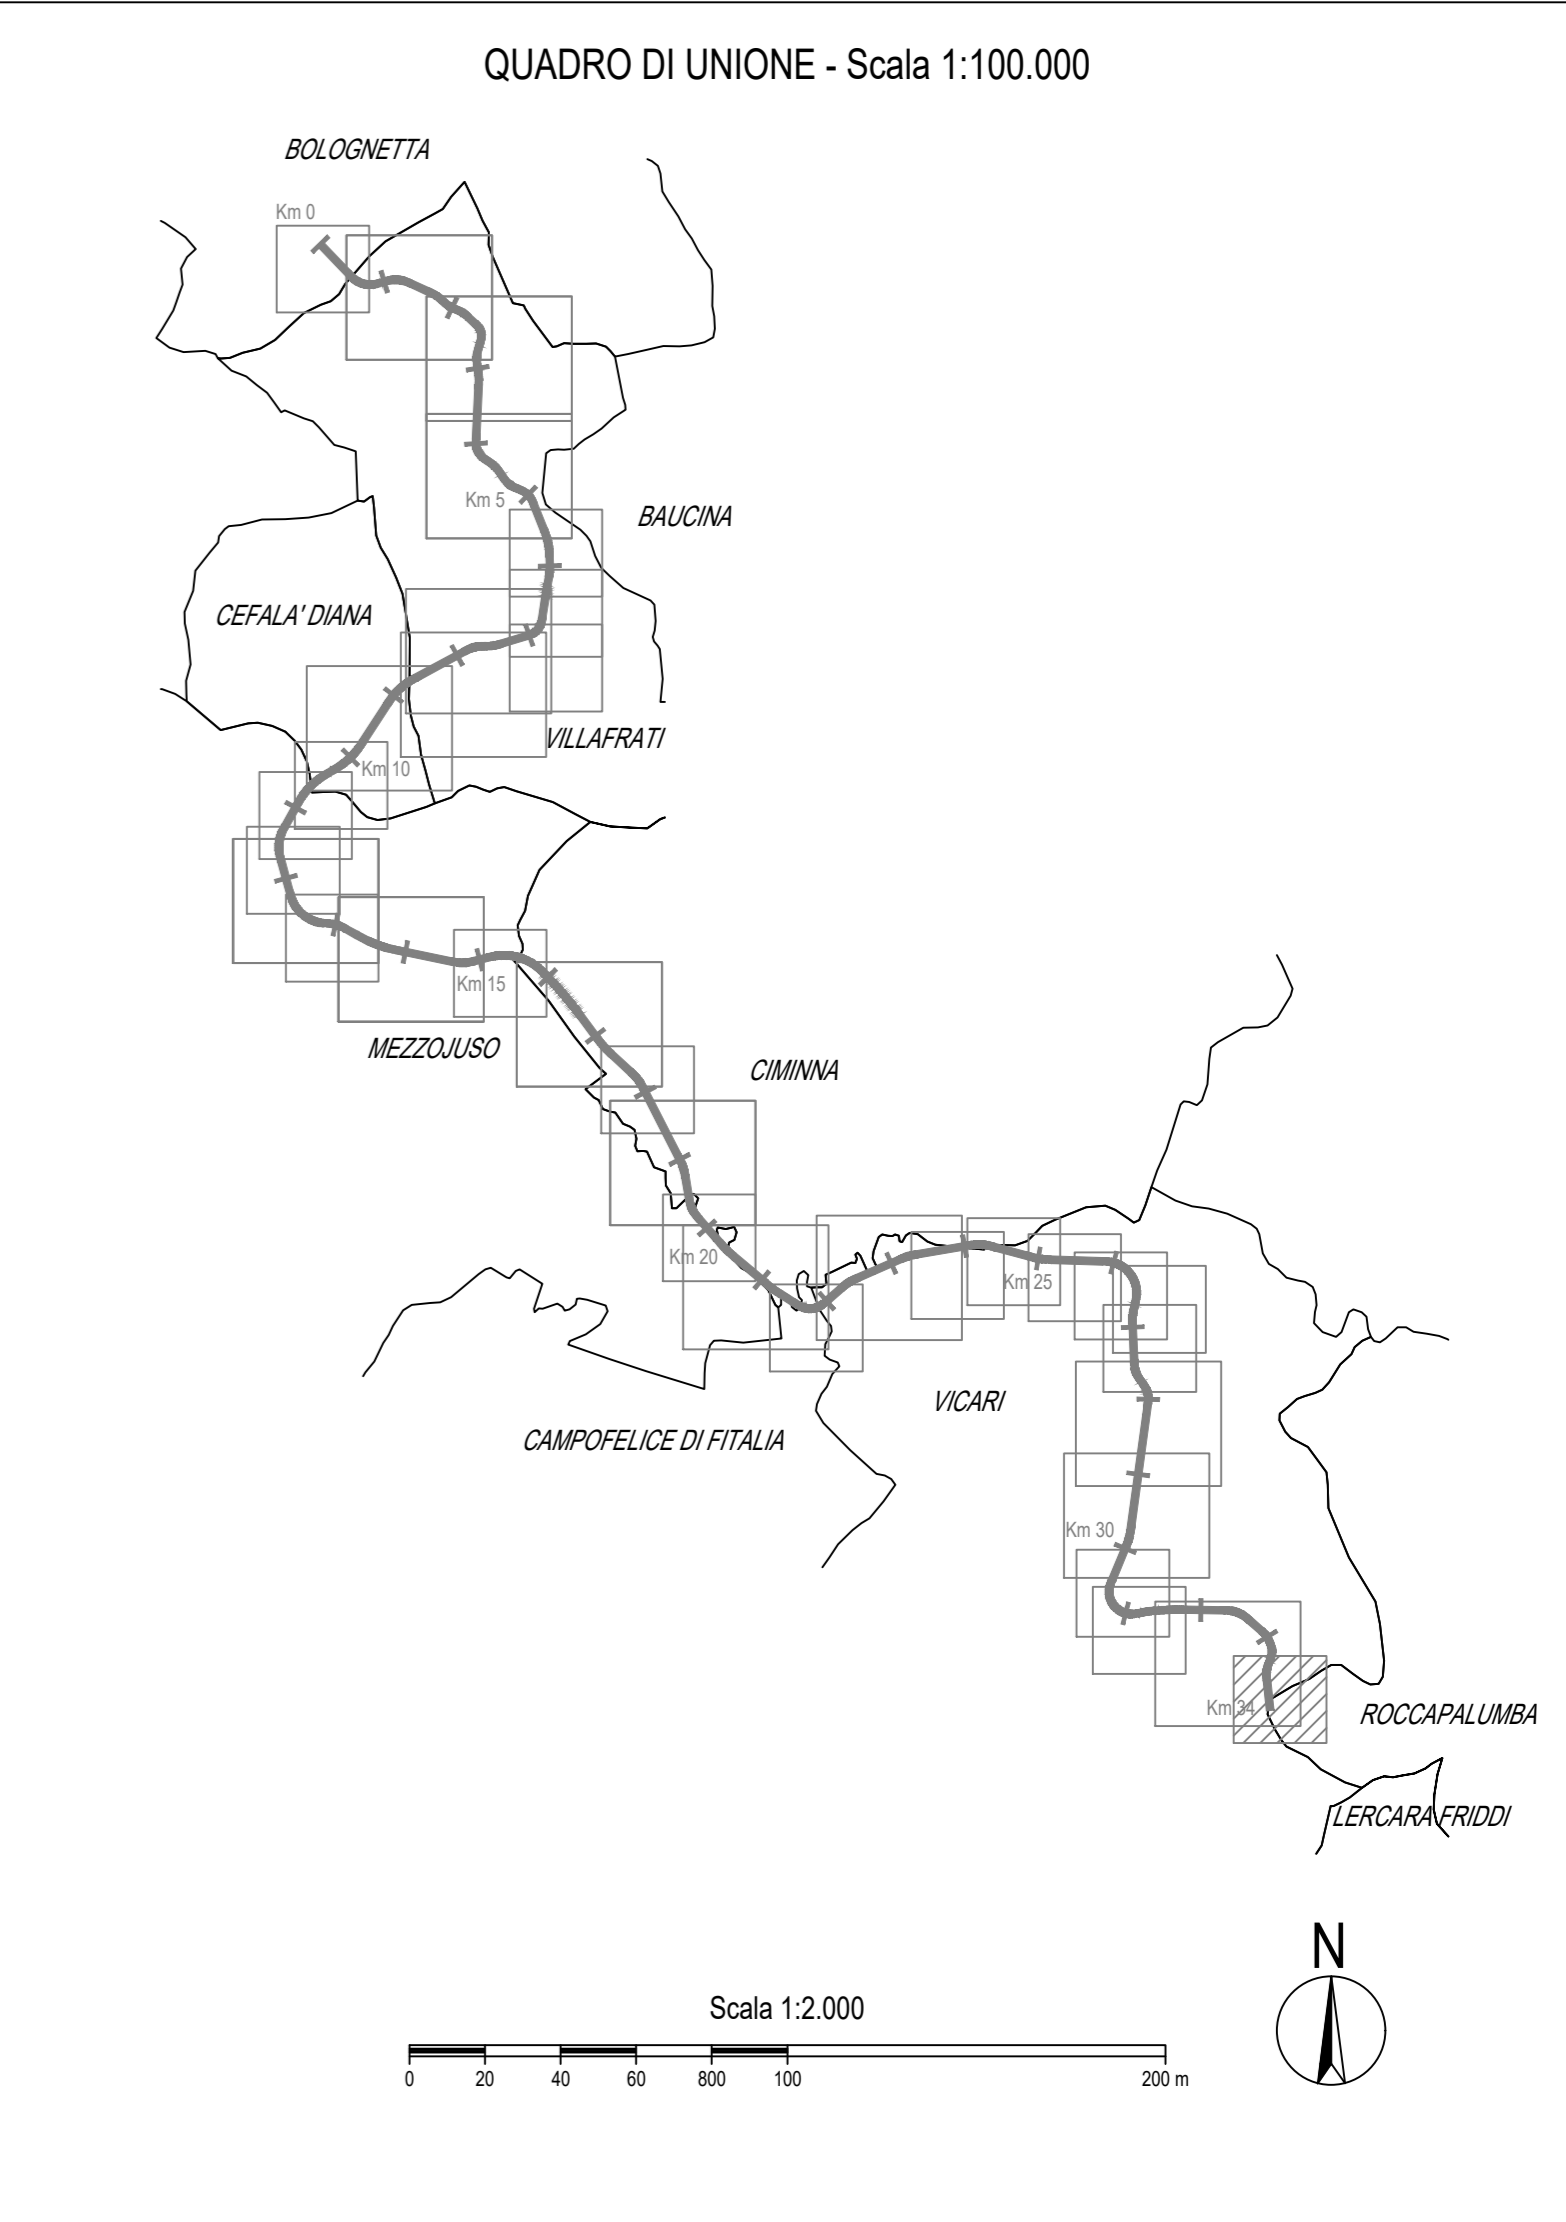 QUADRO DI UNIONE - Scala 1:100.000
BOLOGNETTA
Km 0
Km 5
BAUCINA
CEFALA' DIANA
VILLAFRATI
Km 10
Km 15
MEZZOJUSO
CIMINNA
Km 20
Km 25
VICARI
CAMPOFELICE DI FITALIA
Km 30
Km 34
ROCCAPALUMBA
LERCARA FRIDDI
N
Scala 1:2.000
0 20 40 60 800 100 200 m